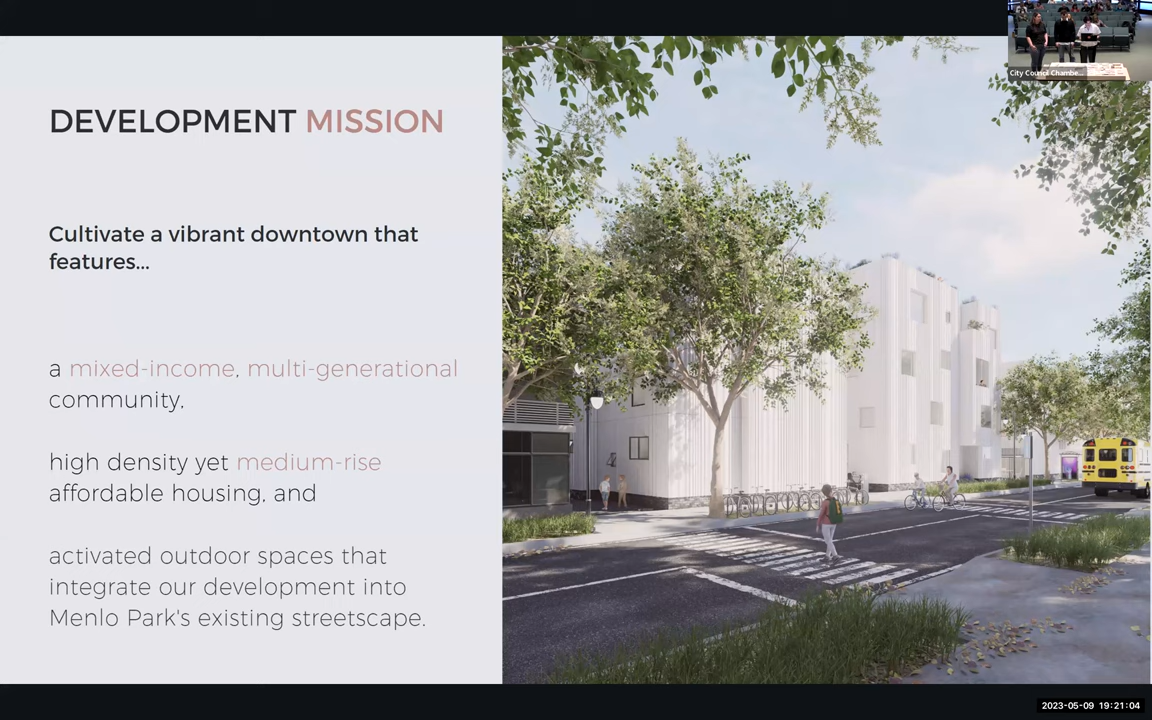 City Council Chambe...
DEVELOPMENT MISSION
Cultivate a vibrant downtown that
features...
a mixed-income, multi-generational
community,
high density yet medium-rise
affordable housing, and
activated outdoor spaces that
integrate our development into
Menlo Park's existing streetscape.
2023-05-09 19:21:04